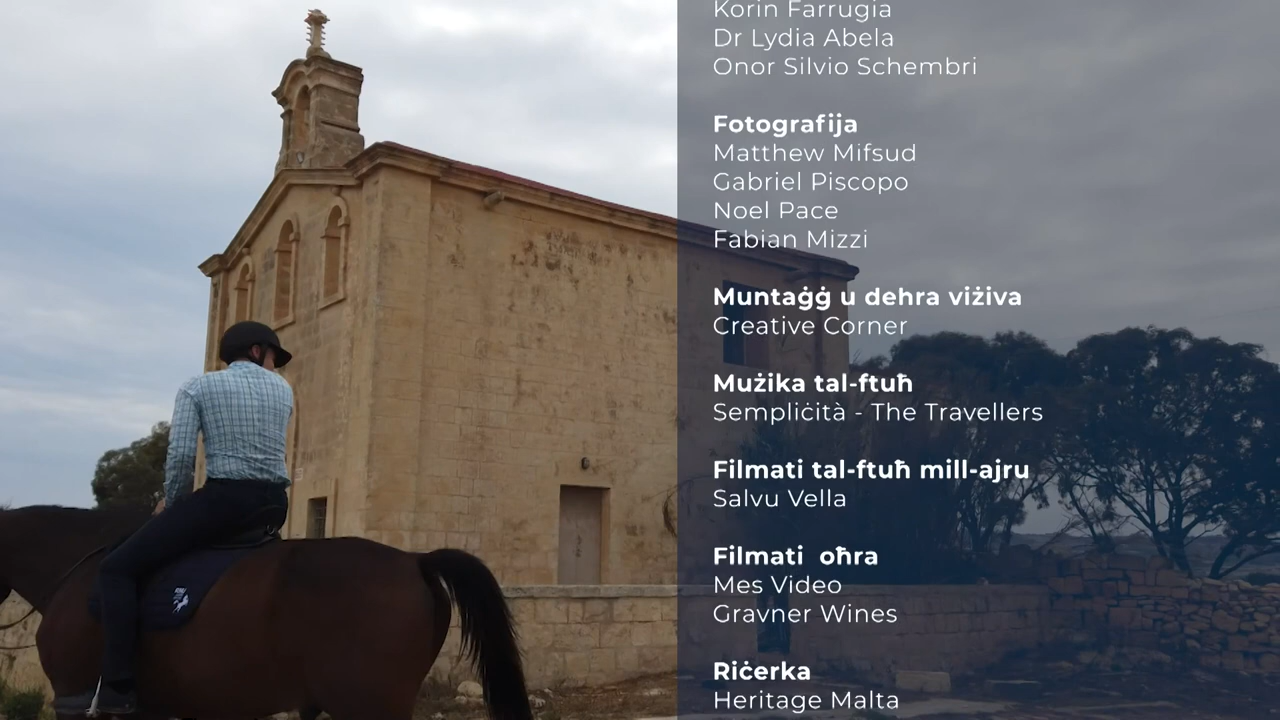 Korin Farrugia
Dr Lydia Abela
Onor Silvio Schembri
Fotografija
Matthew Mifsud
Gabriel Piscopo
Noel Pace
Fabian Mizzi
Muntaġġ u dehra viżiva
Creative Corner
Mużika tal-ftuħ
Sempliċità - The Travellers
Filmati tal-ftuħ mill-ajru
Salvu Vella
Filmati  oħra
Mes Video
Gravner Wines
Riċerka
Heritage Malta